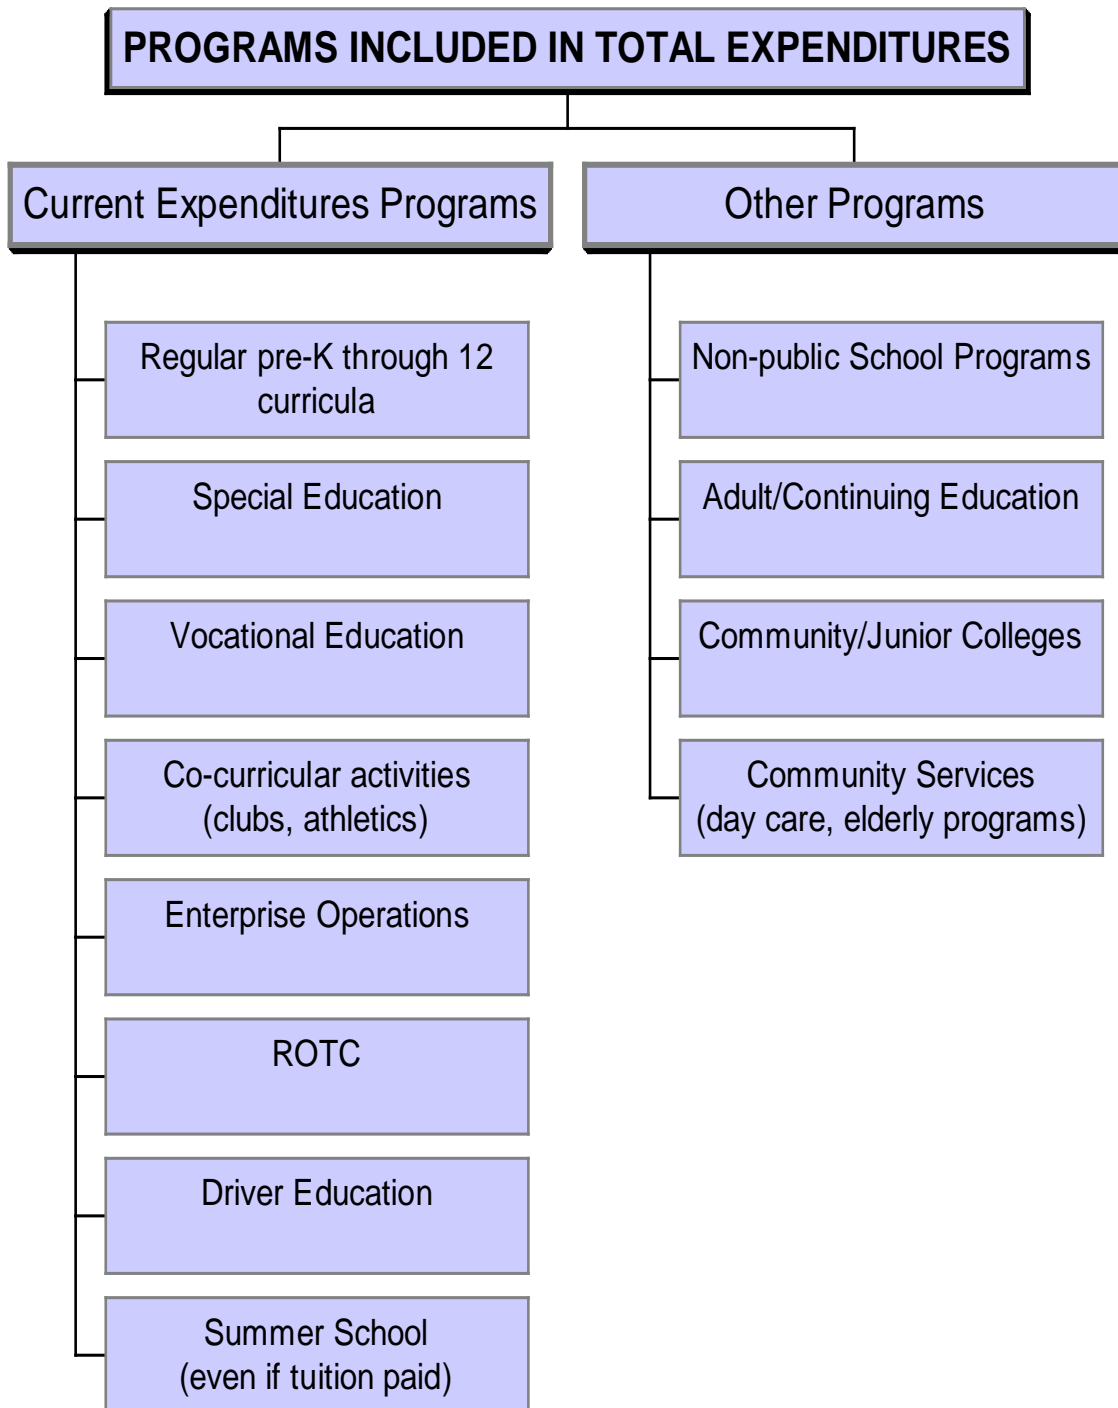 PROGRAMS INCLUDED IN TOTAL EXPENDITURES
Current Expenditures Programs
Other Programs
Regular pre-K through 12
curricula
Special Education
Vocational Education
Co-curricular activities
(clubs, athletics)
Enterprise Operations
ROTC
Driver Education
Summer School
(even if tuition paid)
Non-public School Programs
Adult/Continuing Education
Community/Junior Colleges
Community Services
(day care, elderly programs)